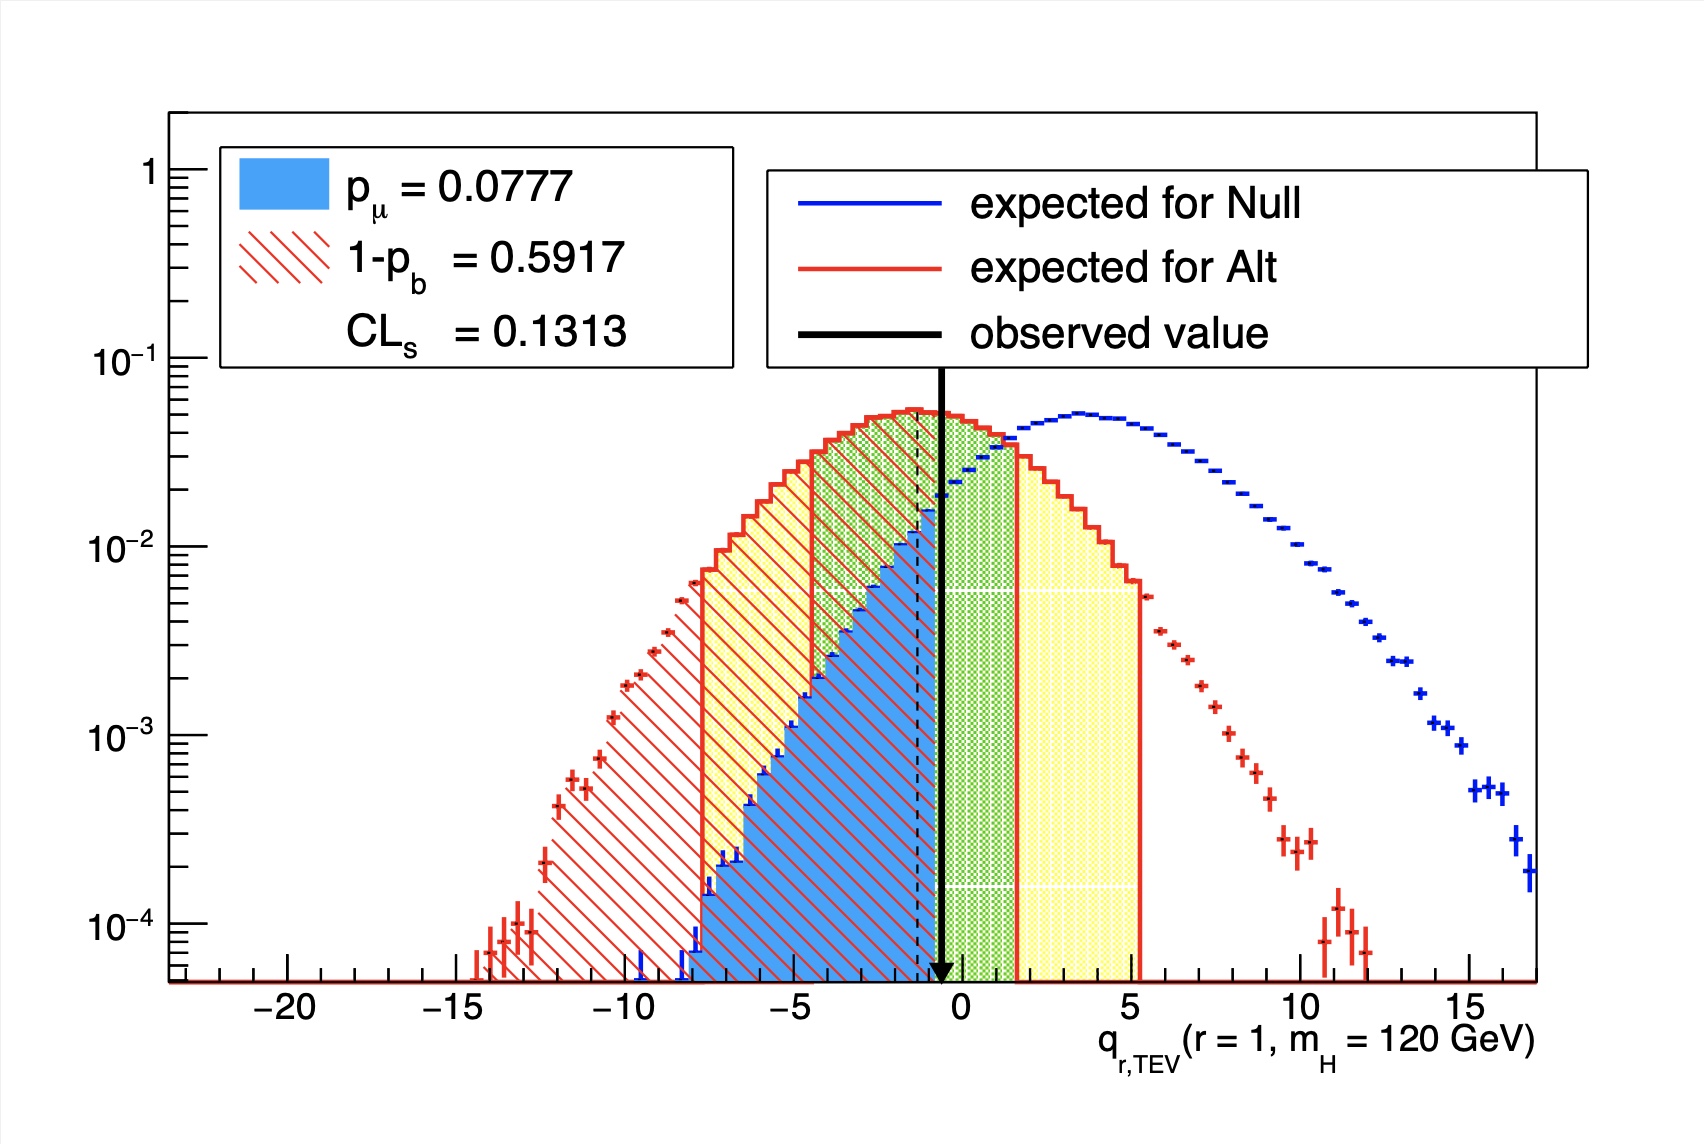 p_μ = 0.0777
1-p_b = 0.5917
CL_s = 0.1313
expected for Null
expected for Alt
observed value
1
10^−1
10^−2
10^−3
10^−4
−20 −15 −10 −5 0 5 10 15
q_r,TEV(r = 1, m_H = 120 GeV)